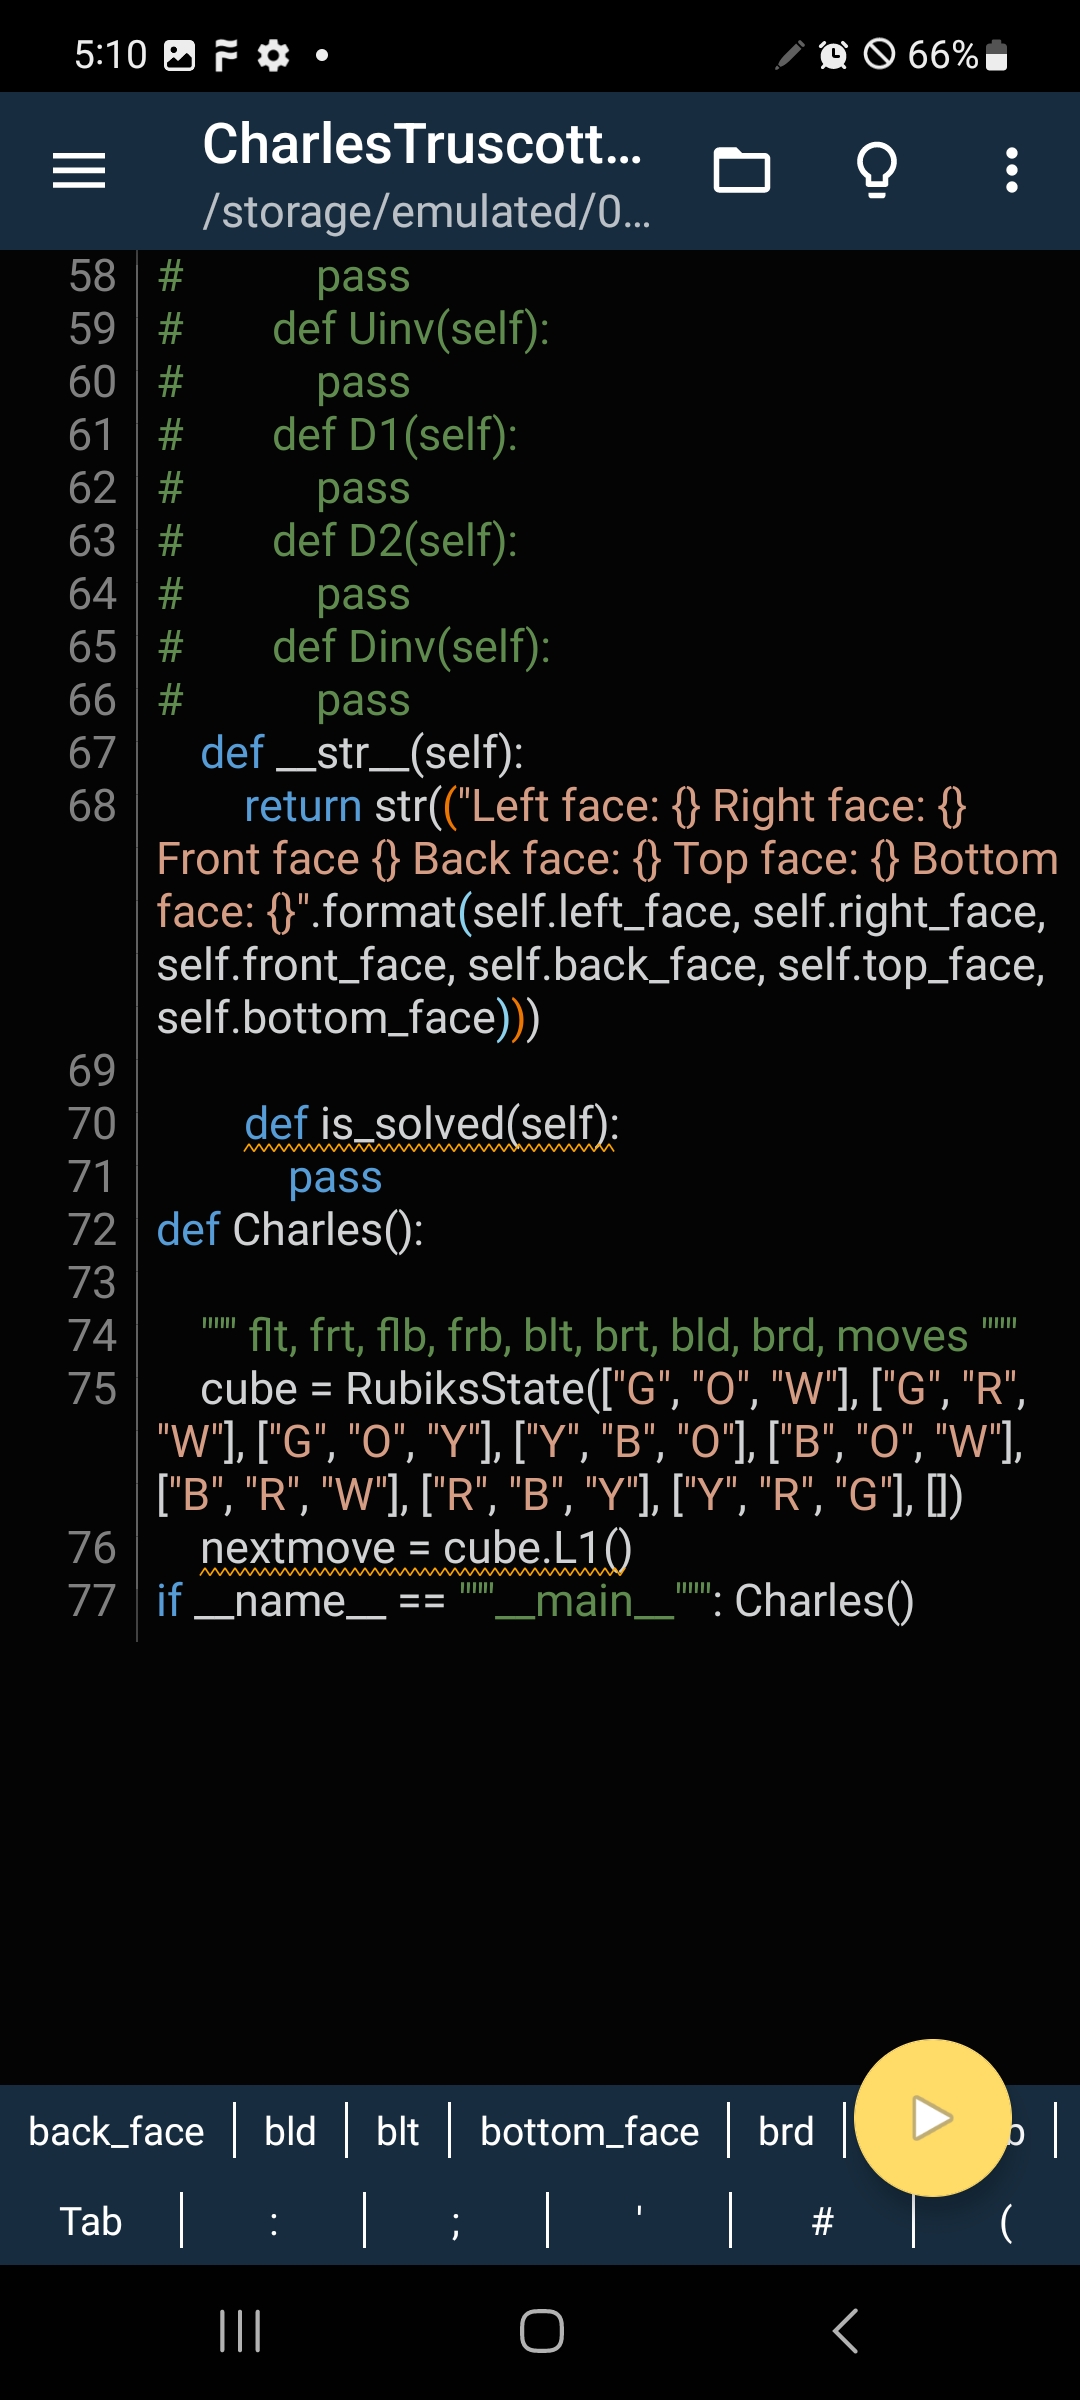 5:10 66%
CharlesTruscott...
/storage/emulated/0...
58 # pass
59 # def Uinv(self):
60 # pass
61 # def D1(self):
62 # pass
63 # def D2(self):
64 # pass
65 # def Dinv(self):
66 # pass
67 def __str__(self):
68 return str(("Left face: {} Right face: {}
Front face {} Back face: {} Top face: {} Bottom
face: {}".format(self.left_face, self.right_face,
self.front_face, self.back_face, self.top_face,
self.bottom_face)))
69
70 def is_solved(self):
71 pass
72 def Charles():
73
74 """ flt, frt, flb, frb, blt, brt, bld, brd, moves """
75 cube = RubiksState(["G", "O", "W"], ["G", "R",
"W"], ["G", "O", "Y"], ["Y", "B", "O"], ["B", "O", "W"],
["B", "R", "W"], ["R", "B", "Y"], ["Y", "R", "G"], [])
76 nextmove = cube.L1()
77 if __name__ == """__main__""": Charles()
back_face | bld | blt | bottom_face | brd |
Tab | : | ; | ' | # | (